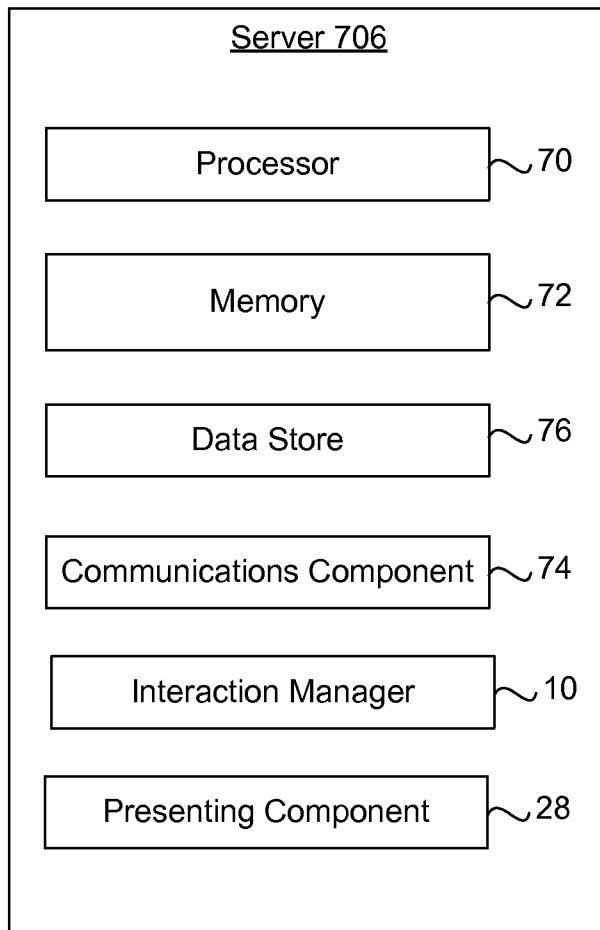 Server 706
Processor 70
Memory 72
Data Store 76
Communications Component 74
Interaction Manager 10
Presenting Component 28